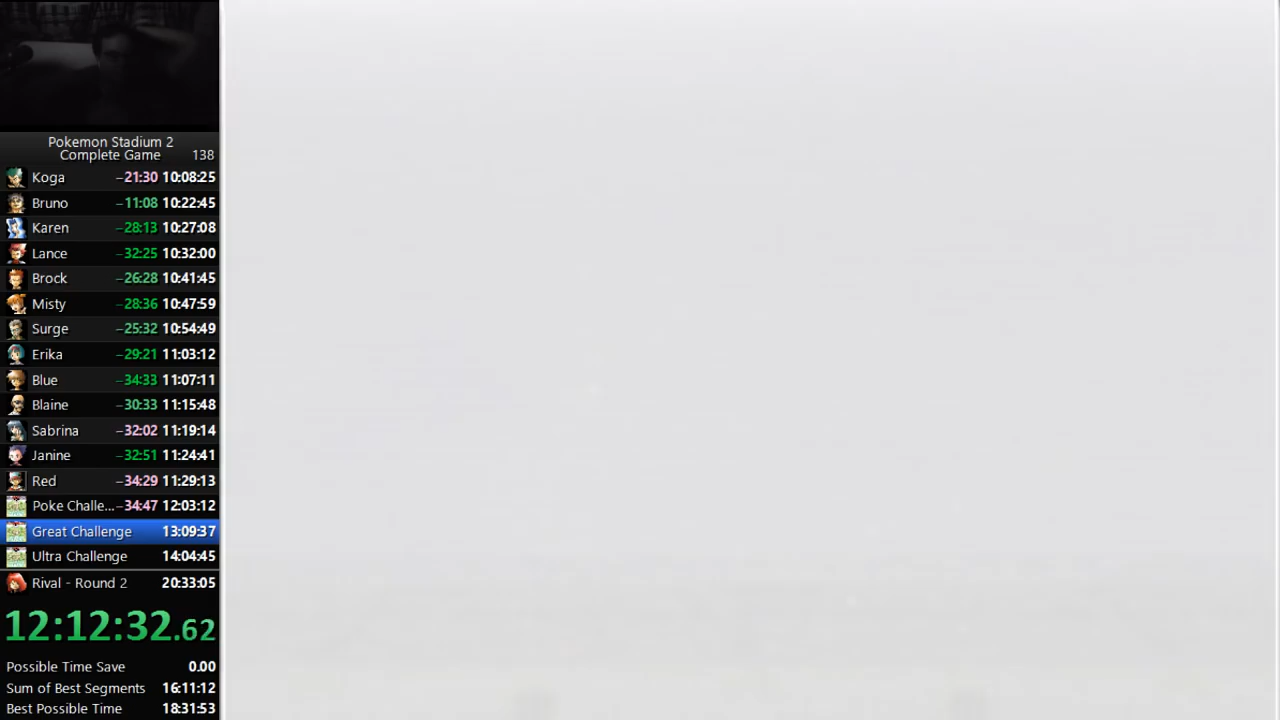 Pokemon Stadium 2
Complete Game 138
Koga −21:30 10:08:25
Bruno −11:08 10:22:45
Karen −28:13 10:27:08
Lance −32:25 10:32:00
Brock −26:28 10:41:45
Misty −28:36 10:47:59
Surge −25:32 10:54:49
Erika −29:21 11:03:12
Blue −34:33 11:07:11
Blaine −30:33 11:15:48
Sabrina −32:02 11:19:14
Janine −32:51 11:24:41
Red −34:29 11:29:13
Poke Challe... −34:47 12:03:12
Great Challenge 13:09:37
Ultra Challenge 14:04:45
Rival - Round 2 20:33:05
12:12:32.62
Possible Time Save 0.00
Sum of Best Segments 16:11:12
Best Possible Time 18:31:53